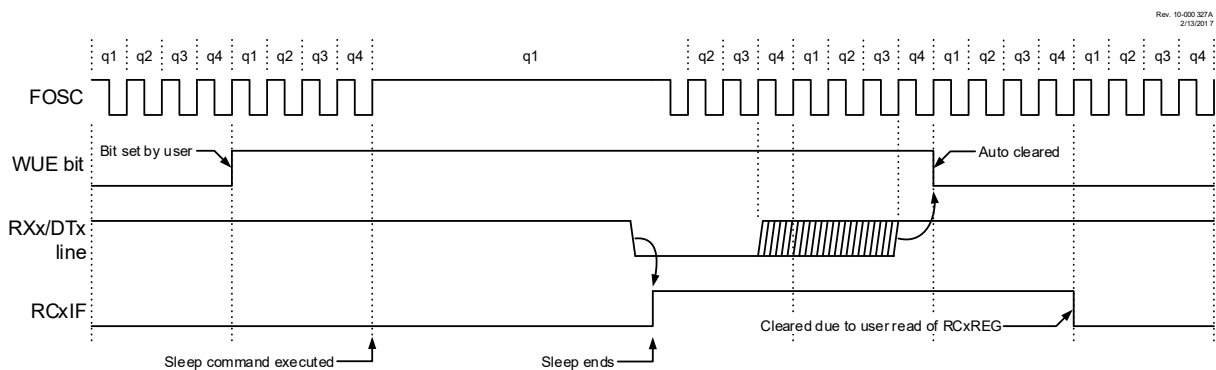 Rev. 10-000 327A
2/13/201 7
q1 q2 q3 q4 q1 q2 q3 q4 q1 q2 q3 q4 q1 q2 q3 q4 q1 q2 q3 q4 q1 q2 q3 q4
FOSC
Bit set by user
WUE bit
Auto cleared
RXx/DTx
line
RCxIF
Cleared due to user read of RCxREG
Sleep command executed
Sleep ends